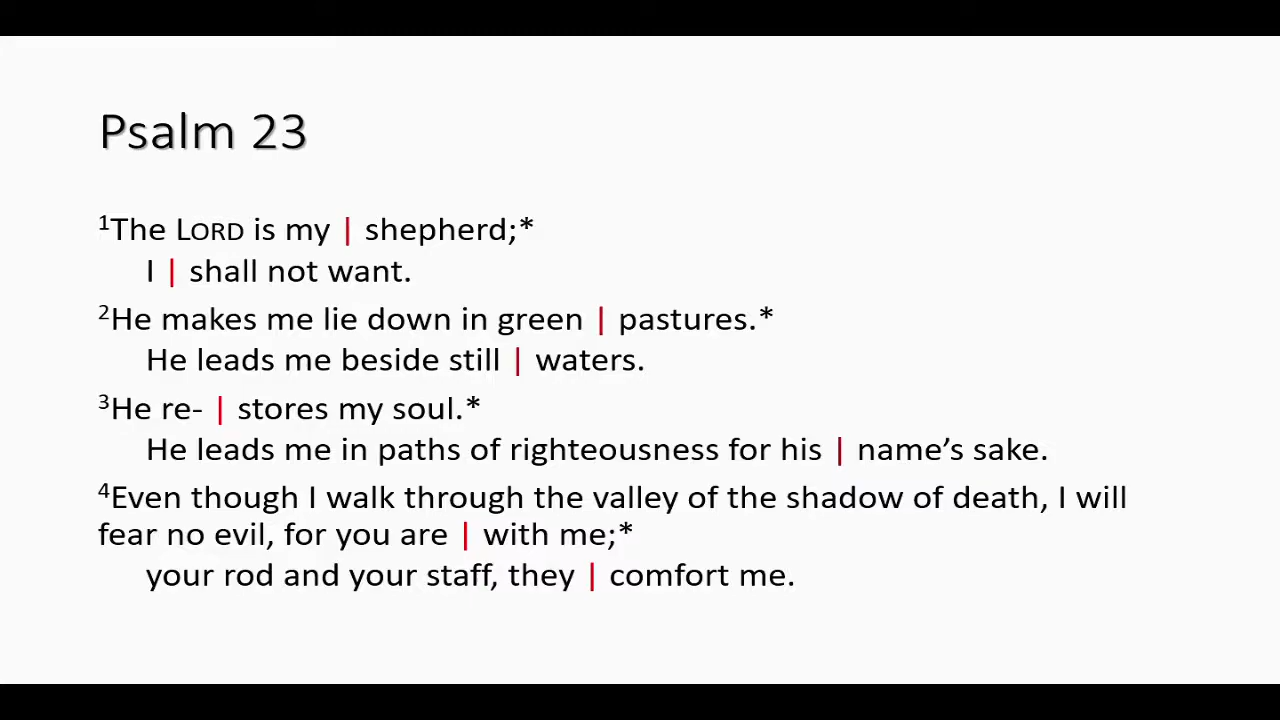 Psalm 23
¹The LORD is my | shepherd;*
I | shall not want.
²He makes me lie down in green | pastures.*
He leads me beside still | waters.
³He re- | stores my soul.*
He leads me in paths of righteousness for his | name’s sake.
⁴Even though I walk through the valley of the shadow of death, I will
fear no evil, for you are | with me;*
your rod and your staff, they | comfort me.